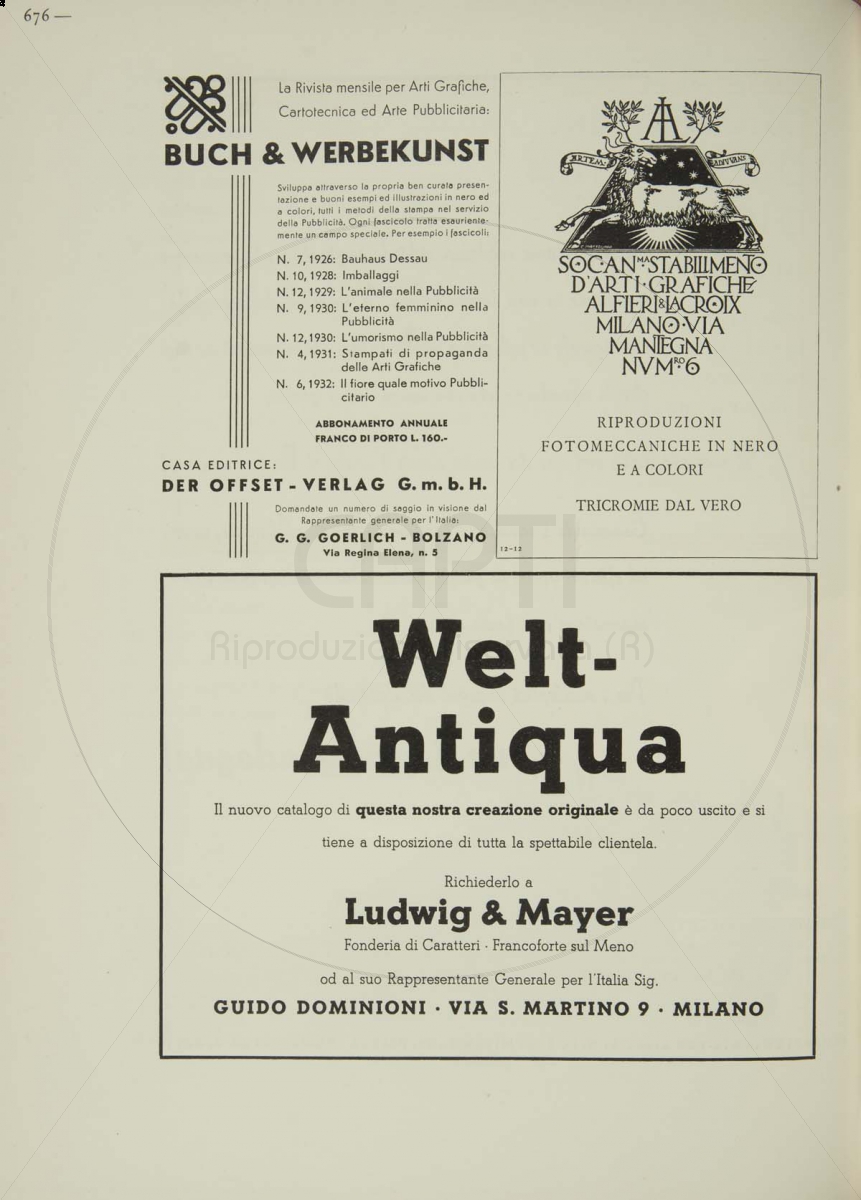 676 —
La Rivista mensile per Arti Grafiche,
Cartotecnica ed Arte Pubblicitaria:
BUCH & WERBEKUNST
Sviluppa attraverso la propria ben curata presen-
tazione e buoni esempi ed illustrazioni in nero ed
a colori, tutti i metodi della stampa nel servizio
della Pubblicità. Ogni fascicolo tratta esauriente-
mente un campo speciale. Per esempio i fascicoli:
N. 7, 1926: Bauhaus Dessau
N. 10, 1928: Imballaggi
N. 12, 1929: L'animale nella Pubblicità
N. 9, 1930: L'eterno femminino nella
Pubblicità
N. 12, 1930: L'umorismo nella Pubblicità
N. 4, 1931: Stampati di propaganda
delle Arti Grafiche
N. 6, 1932: Il fiore quale motivo Pubbli-
citario
ABBONAMENTO ANNUALE
FRANCO DI PORTO L. 160.-
CASA EDITRICE:
DER OFFSET - VERLAG G. m. b. H.
Domandate un numero di saggio in visione dal
Rappresentante generale per l'Italia:
G. G. GOERLICH - BOLZANO
Via Regina Elena, n. 5
ARTEM· ADIVVANS
SOC·AN·MA·STABILIMENTO
D'ARTI·GRAFICHE
ALFIERI&LACROIX
MILANO·VIA
MANTEGNA
NVM·RO·6
RIPRODUZIONI
FOTOMECCANICHE IN NERO
E A COLORI
TRICROMIE DAL VERO
12-12
Welt-
Antiqua
Il nuovo catalogo di questa nostra creazione originale è da poco uscito e si
tiene a disposizione di tutta la spettabile clientela.
Richiederlo a
Ludwig & Mayer
Fonderia di Caratteri · Francoforte sul Meno
od al suo Rappresentante Generale per l'Italia Sig.
GUIDO DOMINIONI · VIA S. MARTINO 9 · MILANO
CAPTI
Riproduzione riservata (R)